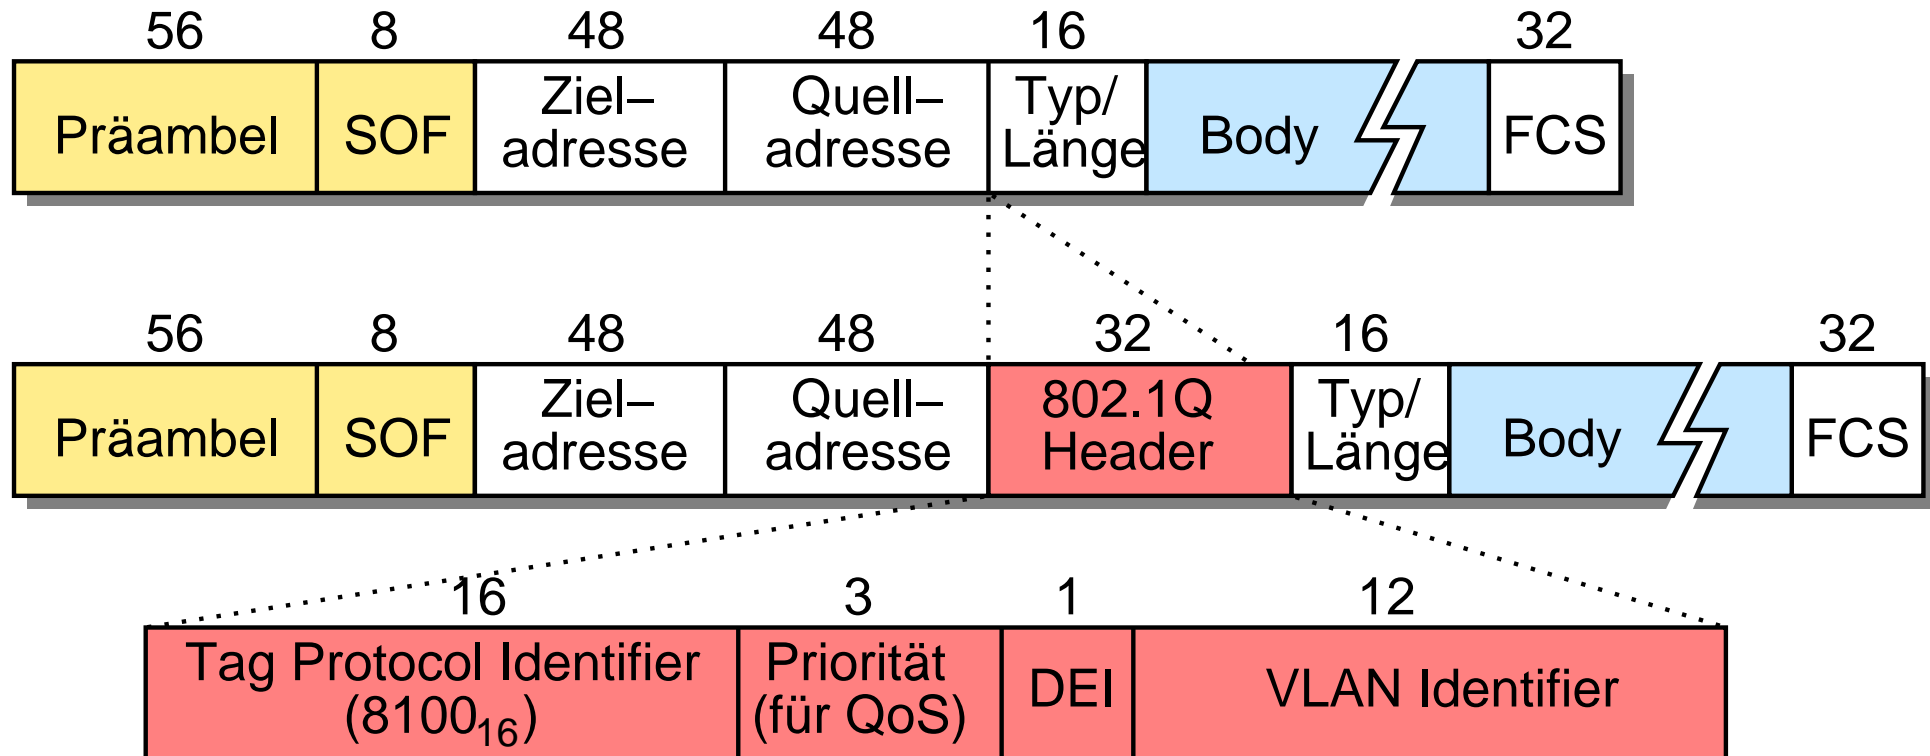 56 8 48 48 16 32
Präambel SOF Ziel– adresse Quell– adresse Typ/ Länge Body FCS
56 8 48 48 32 16 32
Präambel SOF Ziel– adresse Quell– adresse 802.1Q Header Typ/ Länge Body FCS
16 3 1 12
Tag Protocol Identifier (8100₁₆) Priorität (für QoS) DEI VLAN Identifier